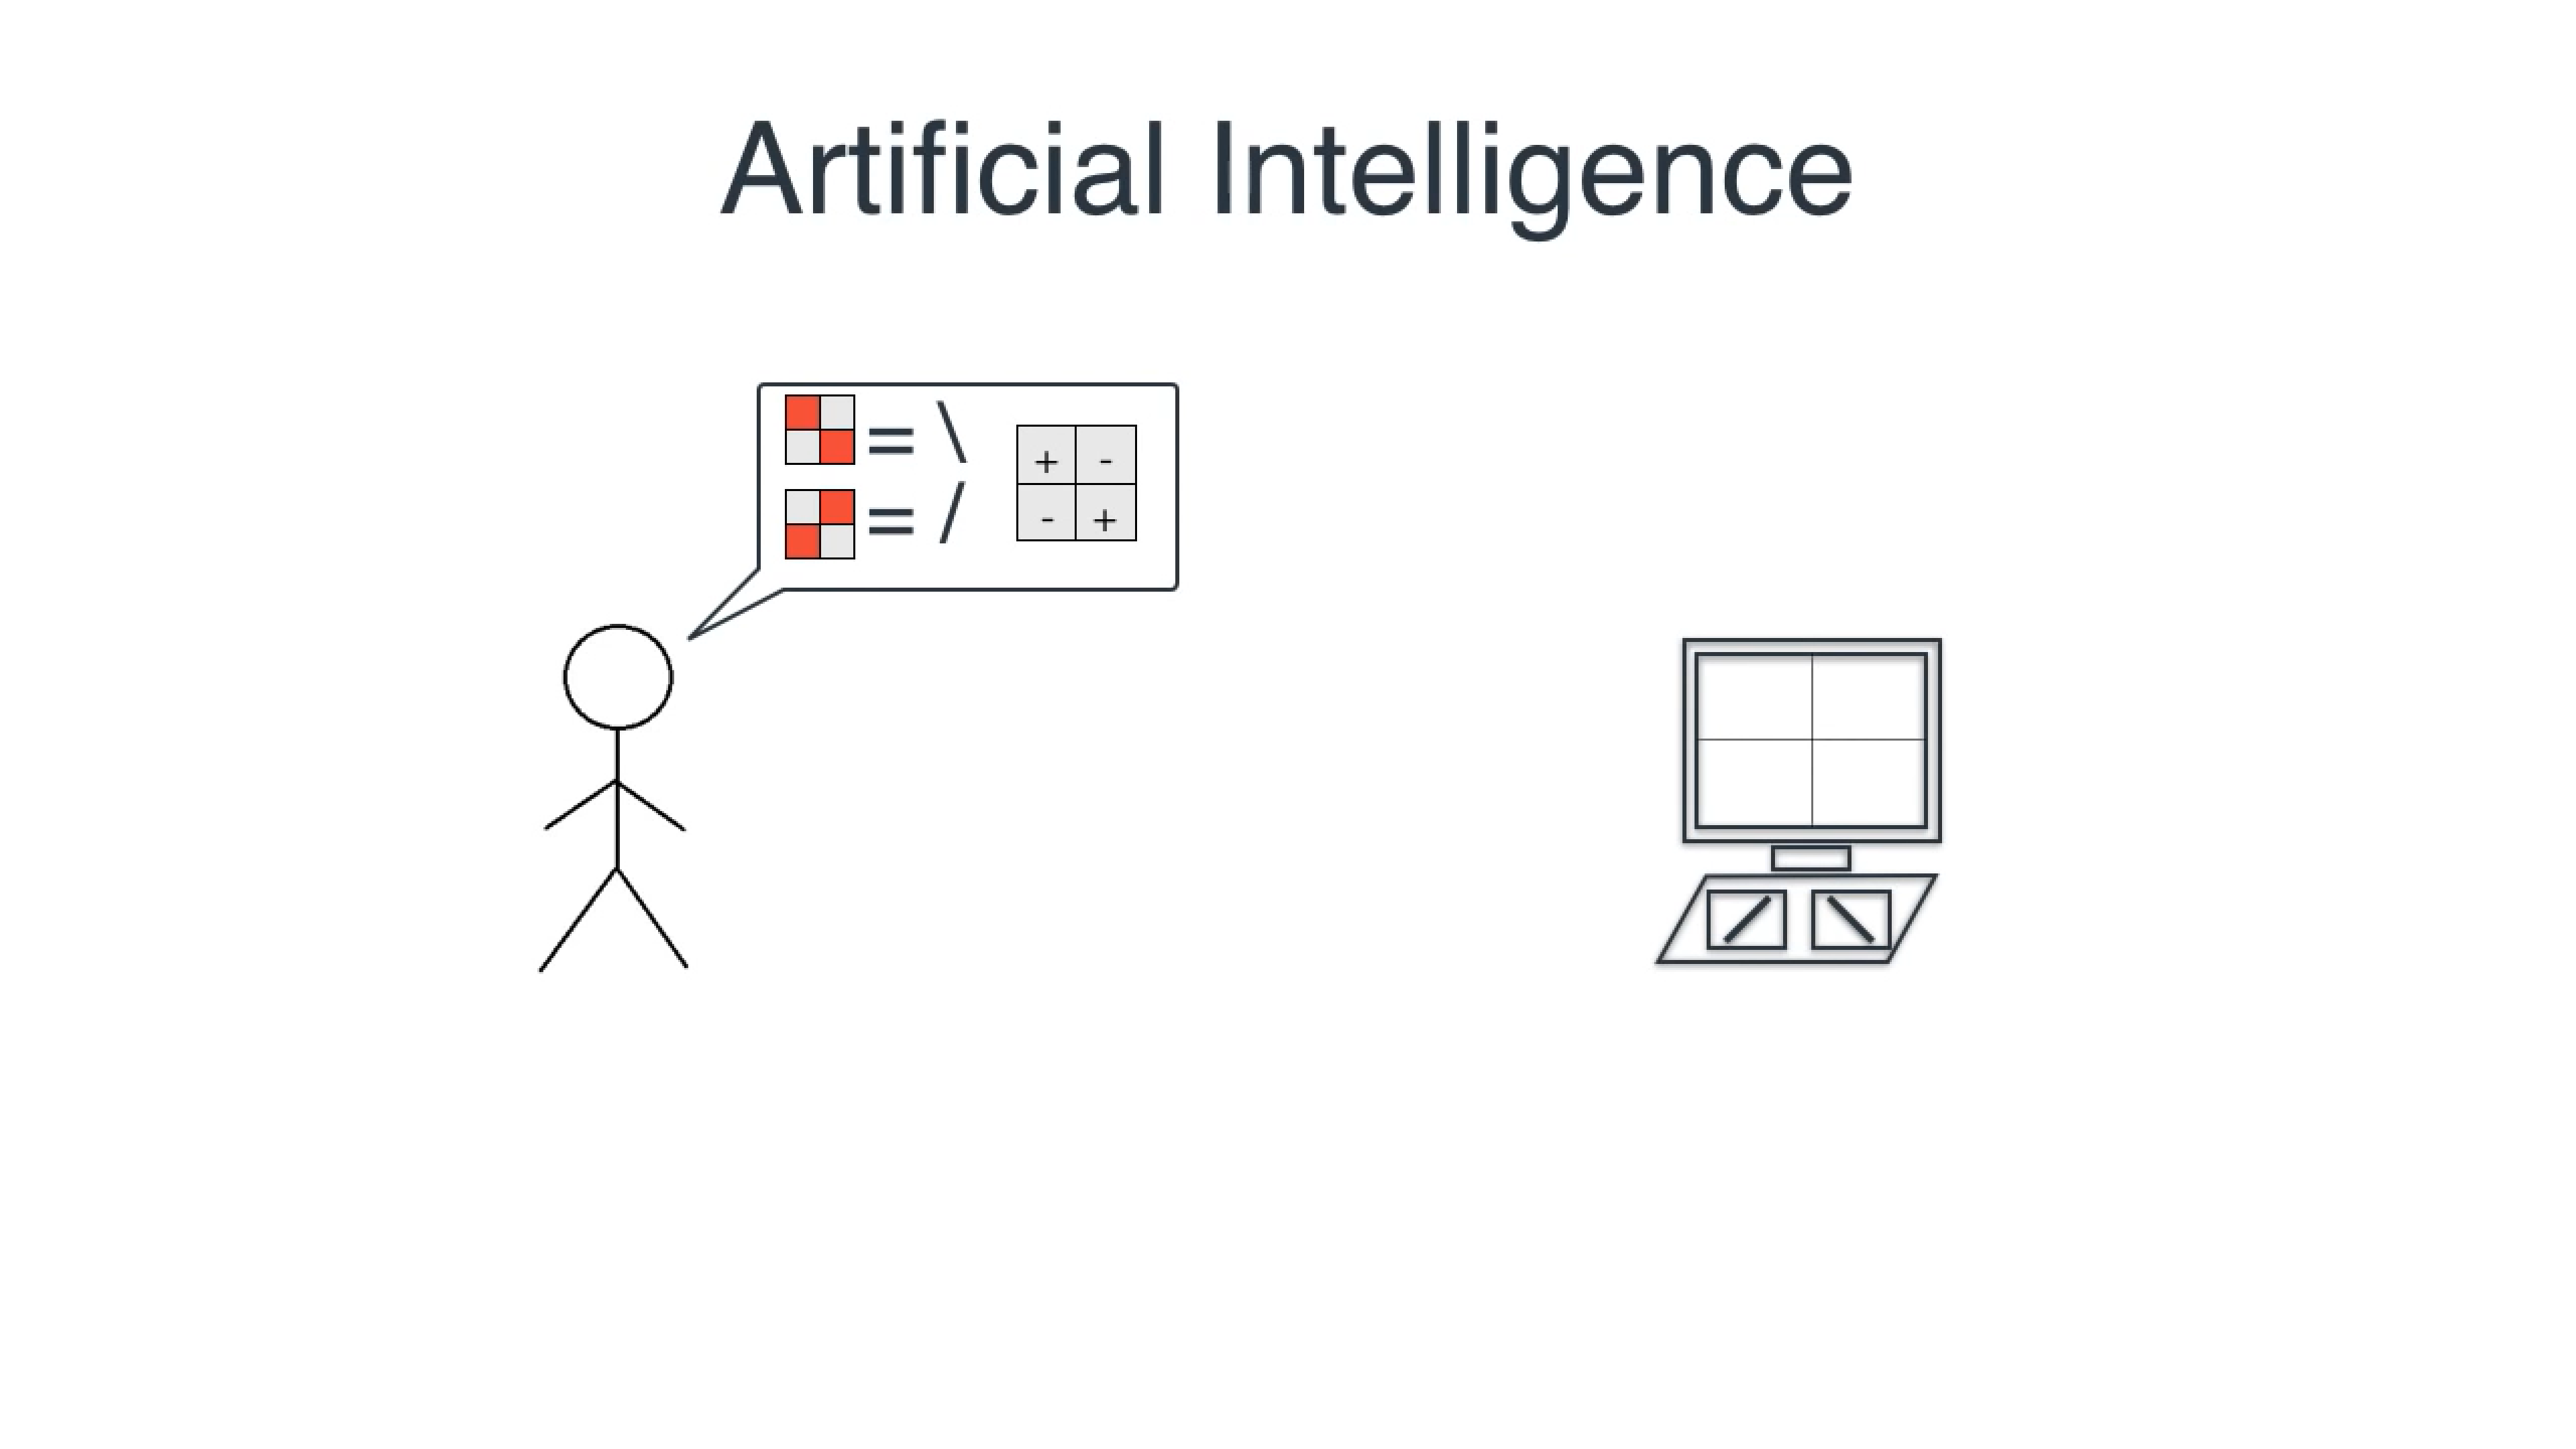 Artificial Intelligence
= \
+ -
= /
- +